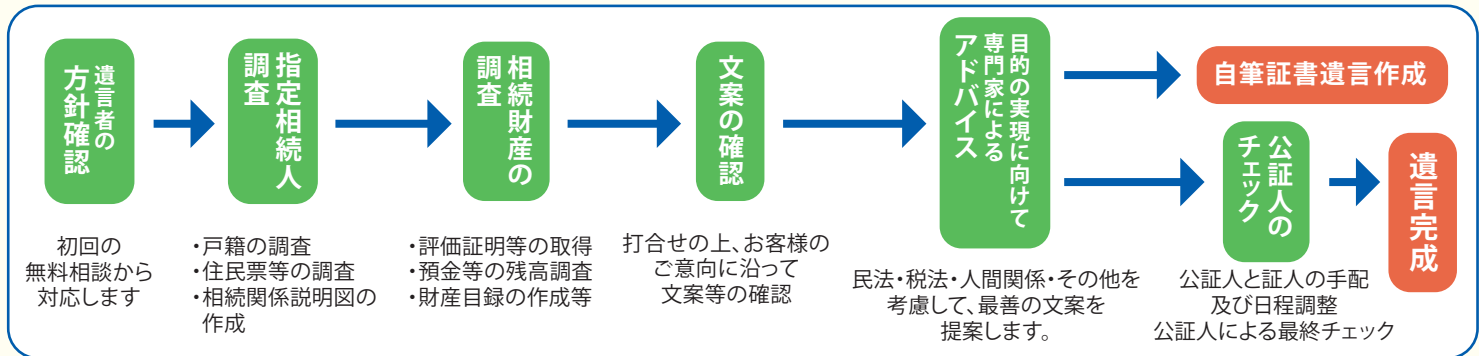 遺言者の
方針確認
初回の
無料相談から
対応します
指定相続人
調査
・戸籍の調査
・住民票等の調査
・相続関係説明図の
作成
相続財産の
調査
・評価証明等の取得
・預金等の残高調査
・財産目録の作成等
文案の確認
打合せの上、お客様の
ご意向に沿って
文案等の確認
目的の実現に向けて
専門家による
アドバイス
民法・税法・人間関係・その他を
考慮して、最善の文案を
提案します。
自筆証書遺言作成
公証人の
チェック
公証人と証人の手配
及び日程調整
公証人による最終チェック
遺言完成